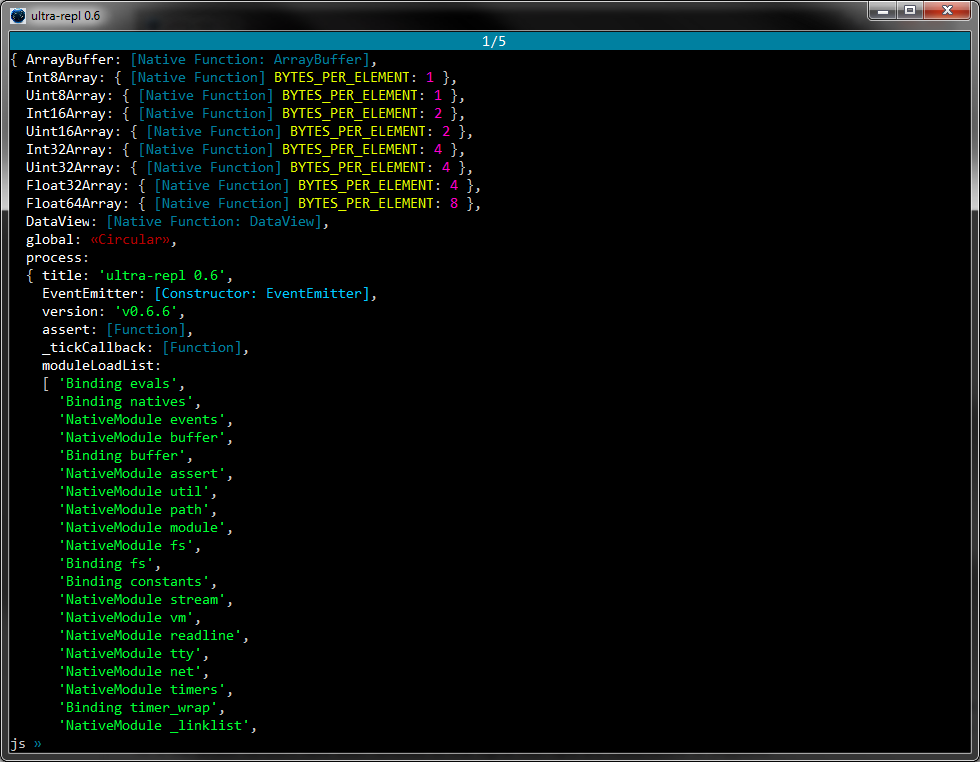 ultra-repl 0.6
1/5
{ ArrayBuffer: [Native Function: ArrayBuffer],
  Int8Array: { [Native Function] BYTES_PER_ELEMENT: 1 },
  Uint8Array: { [Native Function] BYTES_PER_ELEMENT: 1 },
  Int16Array: { [Native Function] BYTES_PER_ELEMENT: 2 },
  Uint16Array: { [Native Function] BYTES_PER_ELEMENT: 2 },
  Int32Array: { [Native Function] BYTES_PER_ELEMENT: 4 },
  Uint32Array: { [Native Function] BYTES_PER_ELEMENT: 4 },
  Float32Array: { [Native Function] BYTES_PER_ELEMENT: 4 },
  Float64Array: { [Native Function] BYTES_PER_ELEMENT: 8 },
  DataView: [Native Function: DataView],
  global: «Circular»,
  process:
  { title: 'ultra-repl 0.6',
    EventEmitter: [Constructor: EventEmitter],
    version: 'v0.6.6',
    assert: [Function],
    _tickCallback: [Function],
    moduleLoadList:
    [ 'Binding evals',
      'Binding natives',
      'NativeModule events',
      'NativeModule buffer',
      'Binding buffer',
      'NativeModule assert',
      'NativeModule util',
      'NativeModule path',
      'NativeModule module',
      'NativeModule fs',
      'Binding fs',
      'Binding constants',
      'NativeModule stream',
      'NativeModule vm',
      'NativeModule readline',
      'NativeModule tty',
      'NativeModule net',
      'NativeModule timers',
      'Binding timer_wrap',
      'NativeModule _linklist',
js »